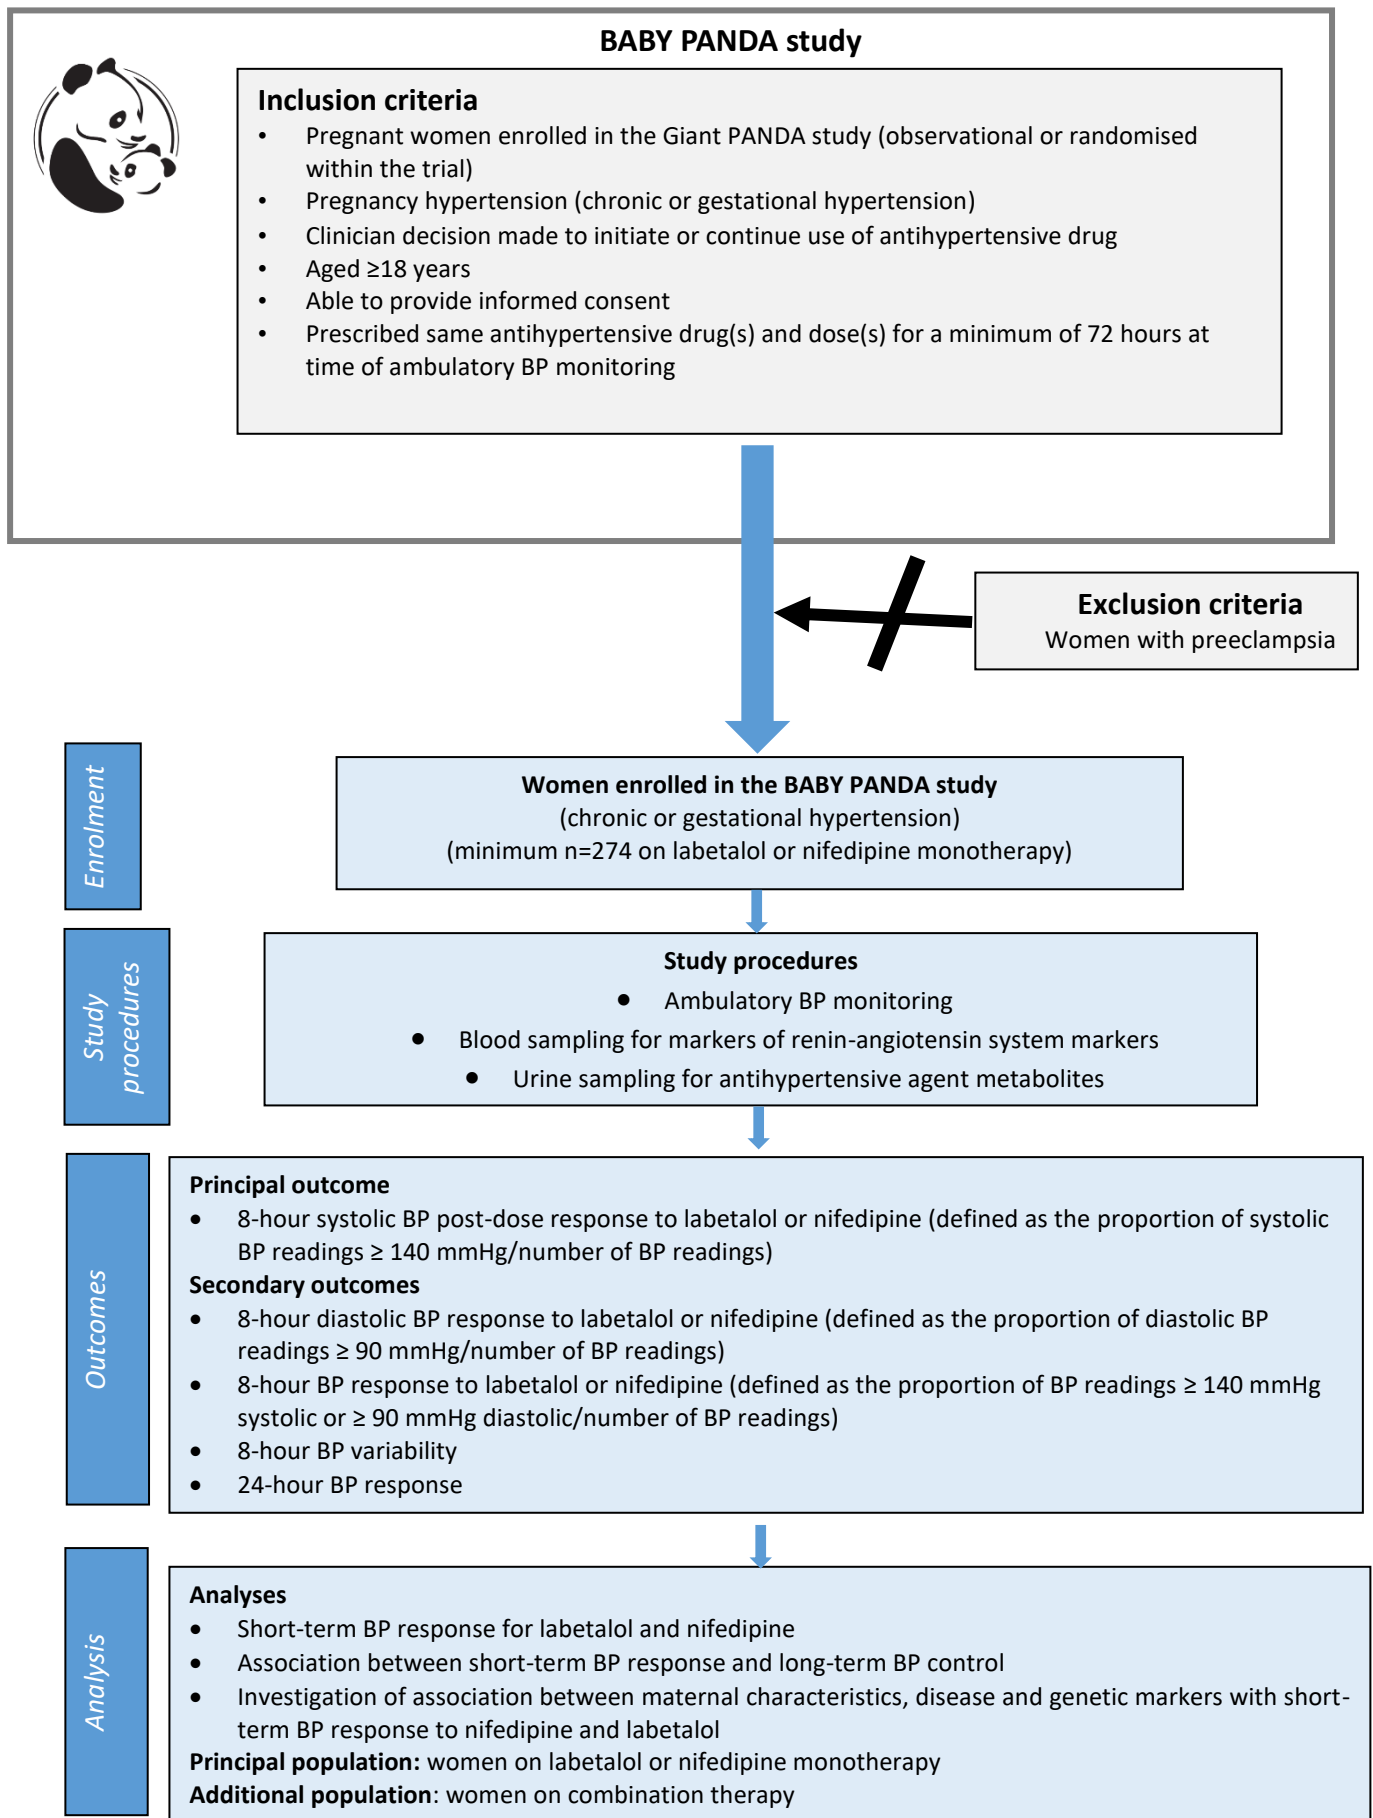 BABY PANDA study
Inclusion criteria
• Pregnant women enrolled in the Giant PANDA study (observational or randomised
within the trial)
• Pregnancy hypertension (chronic or gestational hypertension)
• Clinician decision made to initiate or continue use of antihypertensive drug
• Aged ≥18 years
• Able to provide informed consent
• Prescribed same antihypertensive drug(s) and dose(s) for a minimum of 72 hours at
time of ambulatory BP monitoring
Exclusion criteria
Women with preeclampsia
Enrolment
Women enrolled in the BABY PANDA study
(chronic or gestational hypertension)
(minimum n=274 on labetalol or nifedipine monotherapy)
Study
procedures
Study procedures
• Ambulatory BP monitoring
• Blood sampling for markers of renin-angiotensin system markers
• Urine sampling for antihypertensive agent metabolites
Outcomes
Principal outcome
• 8-hour systolic BP post-dose response to labetalol or nifedipine (defined as the proportion of systolic
BP readings ≥ 140 mmHg/number of BP readings)
Secondary outcomes
• 8-hour diastolic BP response to labetalol or nifedipine (defined as the proportion of diastolic BP
readings ≥ 90 mmHg/number of BP readings)
• 8-hour BP response to labetalol or nifedipine (defined as the proportion of BP readings ≥ 140 mmHg
systolic or ≥ 90 mmHg diastolic/number of BP readings)
• 8-hour BP variability
• 24-hour BP response
Analysis
Analyses
• Short-term BP response for labetalol and nifedipine
• Association between short-term BP response and long-term BP control
• Investigation of association between maternal characteristics, disease and genetic markers with short-
term BP response to nifedipine and labetalol
Principal population: women on labetalol or nifedipine monotherapy
Additional population: women on combination therapy